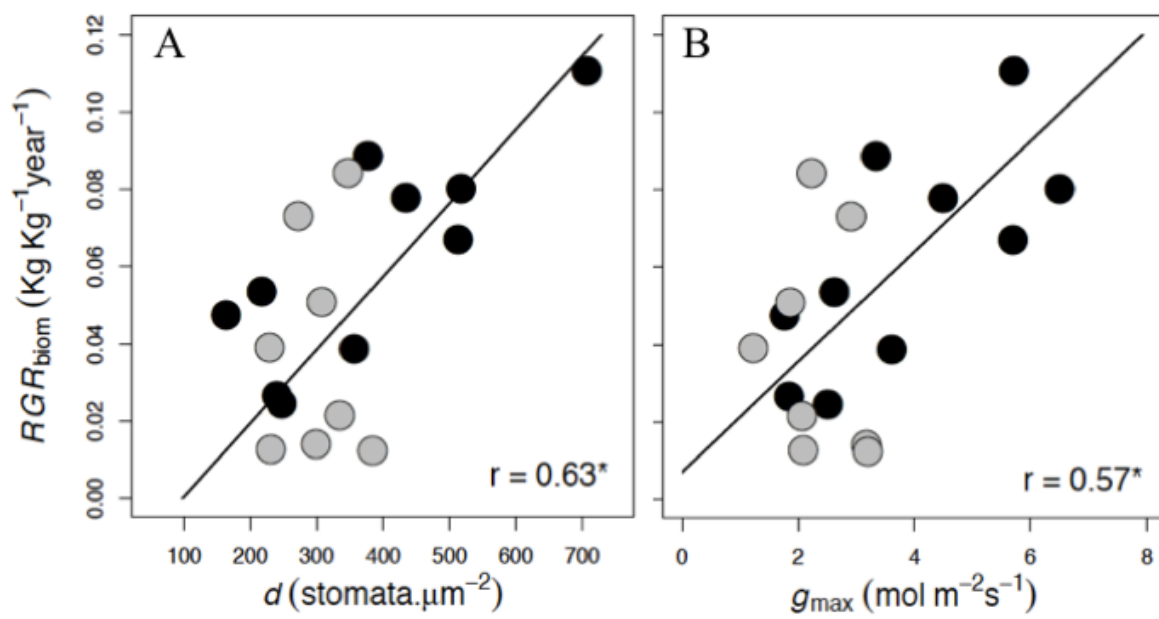 A
B
RGR_biom (Kg Kg⁻¹year⁻¹)
0.12
0.10
0.08
0.06
0.04
0.02
0.00
r = 0.63*
r = 0.57*
100 200 300 400 500 600 700
0 2 4 6 8
d (stomata.μm⁻²)
g_max (mol m⁻²s⁻¹)